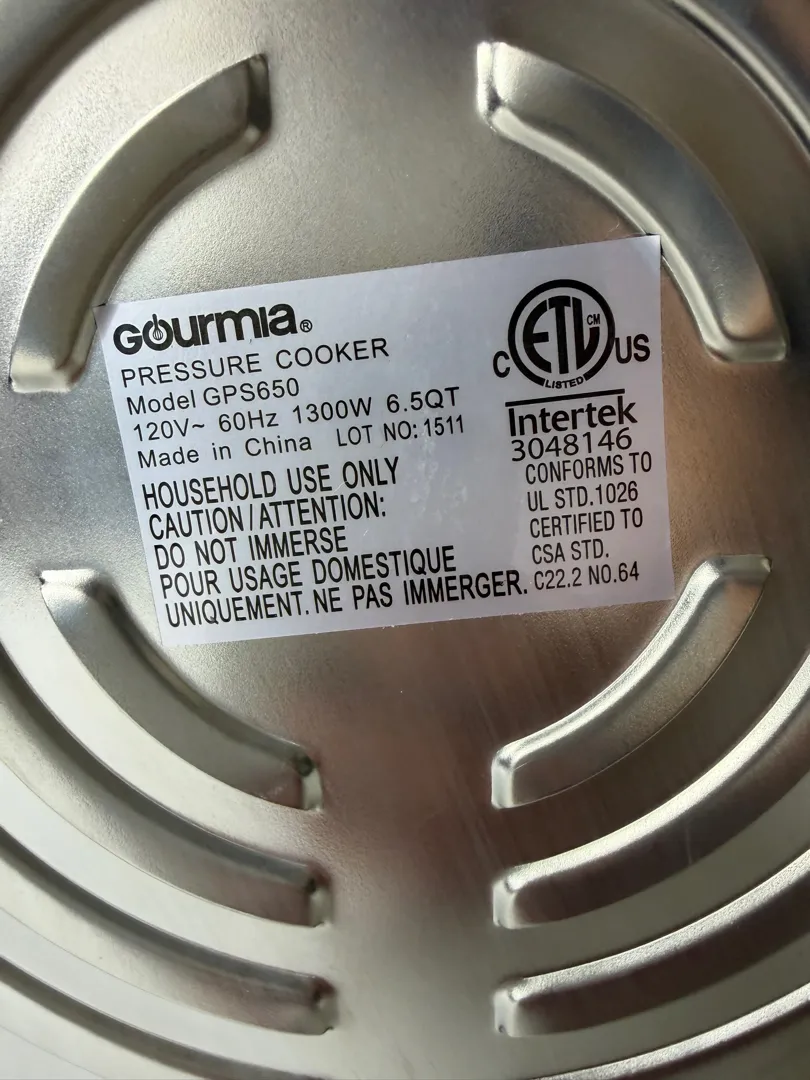 Gourmia®
PRESSURE COOKER
Model GPS650
120V~ 60Hz 1300W 6.5QT
Made in China LOT NO: 1511
HOUSEHOLD USE ONLY
CAUTION/ATTENTION:
DO NOT IMMERSE
POUR USAGE DOMESTIQUE
UNIQUEMENT. NE PAS IMMERGER.
ETL CM
C US
LISTED
Intertek
3048146
CONFORMS TO
UL STD.1026
CERTIFIED TO
CSA STD.
C22.2 NO.64